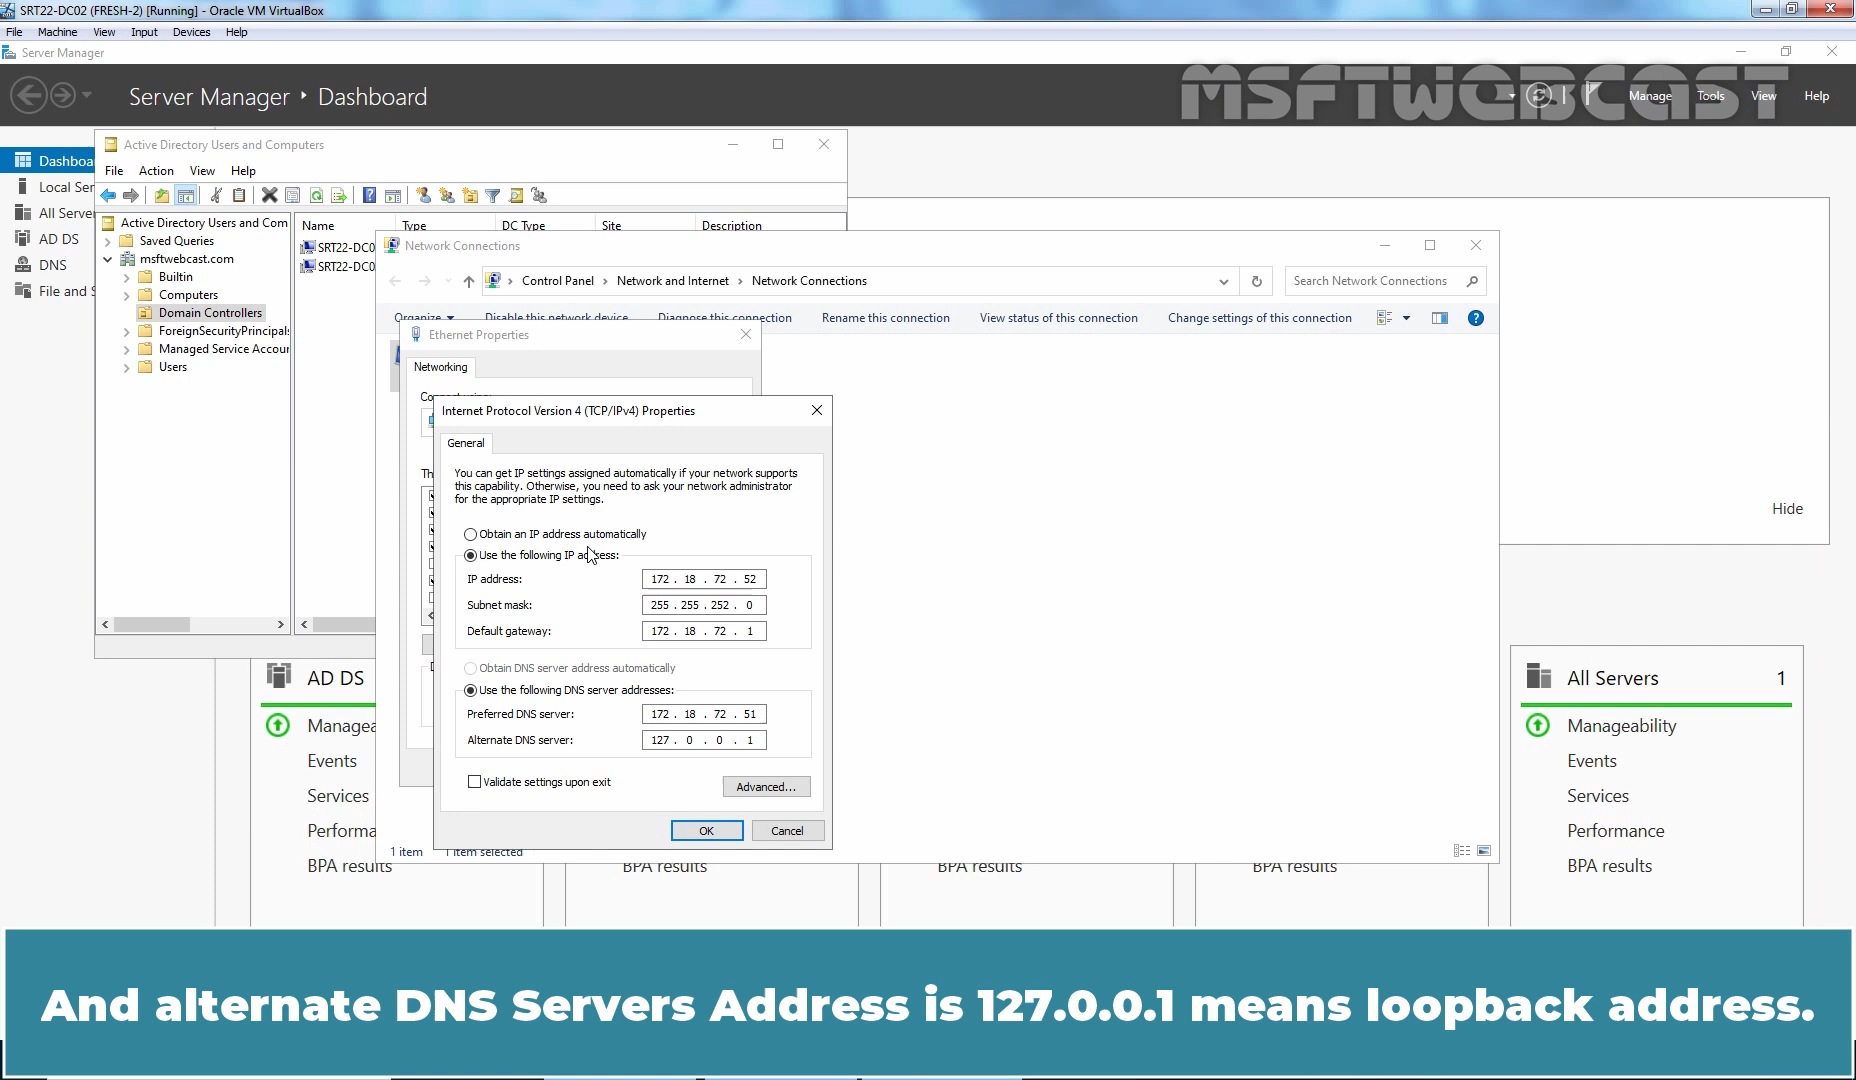 SRT22-DC02 (FRESH-2) [Running] - Oracle VM VirtualBox
File Machine View Input Devices Help
Server Manager
Server Manager Dashboard
MSFTWEBCAST
Manage Tools View Help
Dashboa
Local Ser
All Server
AD DS
DNS
File and S
Active Directory Users and Computers
File Action View Help
Active Directory Users and Com
Saved Queries
msftwebcast.com
Builtin
Computers
Domain Controllers
ForeignSecurityPrincipals
Managed Service Accour
Users
Name Type DC Type Site Description
SRT22-DC0
SRT22-DC0
Network Connections
Control Panel Network and Internet Network Connections
Search Network Connections
Organize Disable this network device Diagnose this connection Rename this connection View status of this connection Change settings of this connection
Ethernet Properties
Networking
Internet Protocol Version 4 (TCP/IPv4) Properties
General
You can get IP settings assigned automatically if your network supports
this capability. Otherwise, you need to ask your network administrator
for the appropriate IP settings.
Obtain an IP address automatically
Use the following IP address:
IP address: 172 . 18 . 72 . 52
Subnet mask: 255 . 255 . 252 . 0
Default gateway: 172 . 18 . 72 . 1
Obtain DNS server address automatically
Use the following DNS server addresses:
Preferred DNS server: 172 . 18 . 72 . 51
Alternate DNS server: 127 . 0 . 0 . 1
Validate settings upon exit
Advanced...
OK Cancel
1 item 1 item selected
Hide
AD DS
Managea
Events
Services
Performa
BPA results
BPA results
BPA results
BPA results
All Servers 1
Manageability
Events
Services
Performance
BPA results
And alternate DNS Servers Address is 127.0.0.1 means loopback address.